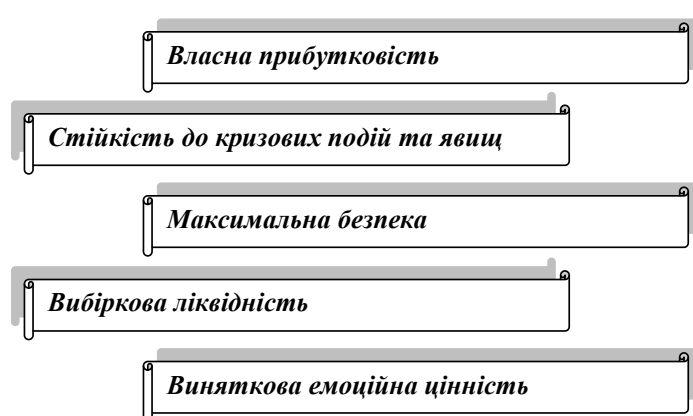 Власна прибутковість
Стійкість до кризових подій та явищ
Максимальна безпека
Вибіркова ліквідність
Виняткова емоційна цінність